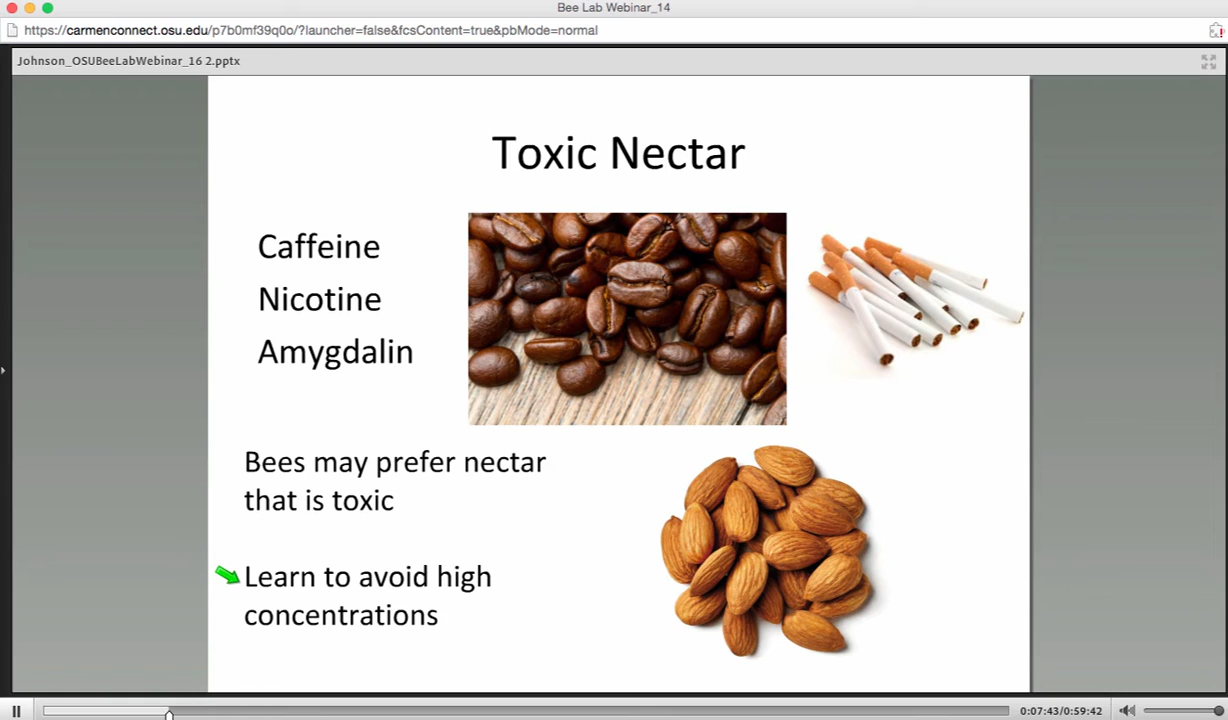 Bee Lab Webinar_14
https://carmenconnect.osu.edu/p7b0mf39q0o/?launcher=false&fcsContent=true&pbMode=normal
Johnson_OSUBeeLabWebinar_16 2.pptx
Toxic Nectar
Caffeine
Nicotine
Amygdalin
Bees may prefer nectar
that is toxic
Learn to avoid high
concentrations
0:07:43/0:59:42